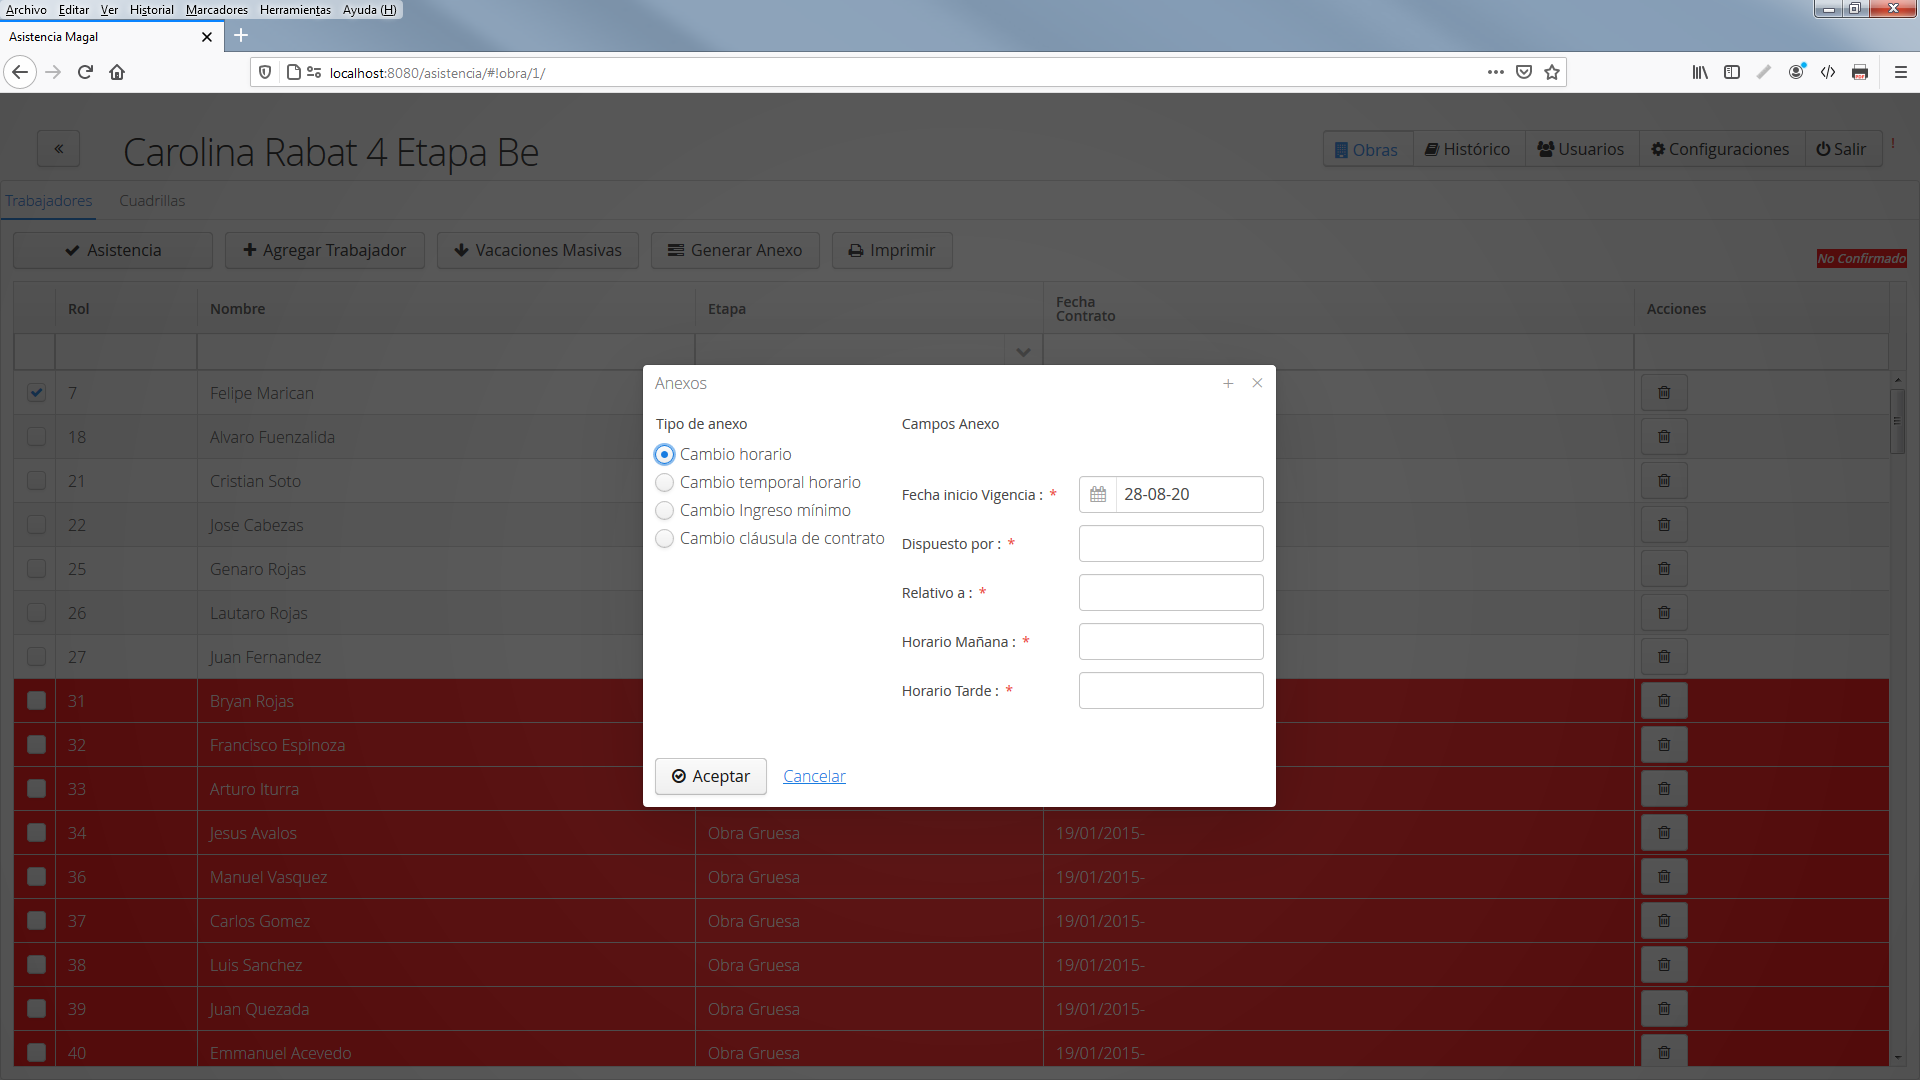 Archivo Editar Ver Historial Marcadores Herramientas Ayuda (H)
Asistencia Magal
localhost:8080/asistencia/#!obra/1/
Carolina Rabat 4 Etapa Be
Obras Histórico Usuarios Configuraciones Salir !
Trabajadores Cuadrillas
Asistencia Agregar Trabajador Vacaciones Masivas Generar Anexo Imprimir
No Confirmado
Rol Nombre Etapa Fecha Contrato Acciones
7 Felipe Marican
18 Alvaro Fuenzalida
21 Cristian Soto
22 Jose Cabezas
25 Genaro Rojas
26 Lautaro Rojas
27 Juan Fernandez
31 Bryan Rojas
32 Francisco Espinoza
33 Arturo Iturra
34 Jesus Avalos Obra Gruesa 19/01/2015-
36 Manuel Vasquez Obra Gruesa 19/01/2015-
37 Carlos Gomez Obra Gruesa 19/01/2015-
38 Luis Sanchez Obra Gruesa 19/01/2015-
39 Juan Quezada Obra Gruesa 19/01/2015-
40 Emmanuel Acevedo Obra Gruesa 19/01/2015-
Anexos
Tipo de anexo
Cambio horario
Cambio temporal horario
Cambio Ingreso mínimo
Cambio cláusula de contrato
Campos Anexo
Fecha inicio Vigencia : * 28-08-20
Dispuesto por : *
Relativo a : *
Horario Mañana : *
Horario Tarde : *
Aceptar Cancelar